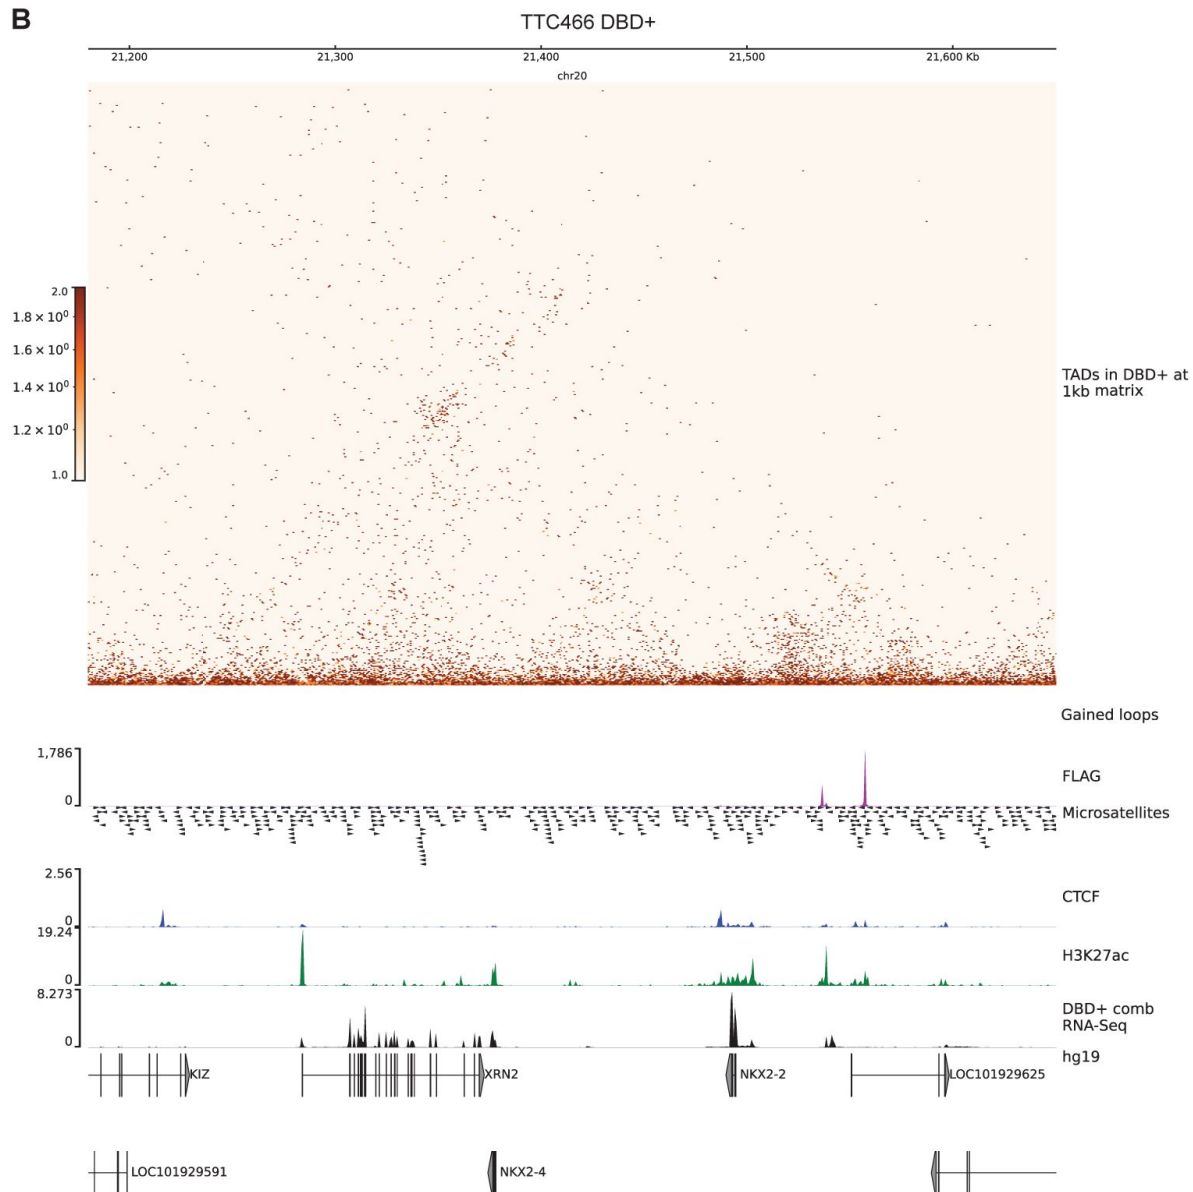 B
TTC466 DBD+
21,200
21,300
21,400
21,500
21,600 Kb
chr20
2.0
1.8 × 10⁰
1.6 × 10⁰
1.4 × 10⁰
1.2 × 10⁰
1.0
TADs in DBD+ at
1kb matrix
Gained loops
1,786
0
FLAG
Microsatellites
2.56
0
CTCF
19.24
0
H3K27ac
8.273
0
DBD+ comb
RNA-Seq
hg19
KIZ
XRN2
NKX2-2
LOC101929625
LOC101929591
NKX2-4